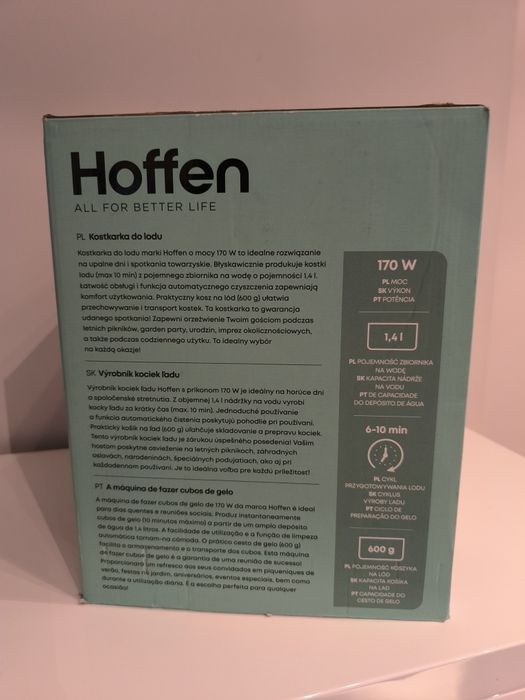 Hoffen
ALL FOR BETTER LIFE
PL Kostkarka do lodu
Kostkarka do lodu marki Hoffen o mocy 170 W to idealne rozwiązanie
na upalne dni i spotkania towarzyskie. Błyskawicznie produkuje kostki
lodu (max 10 min) z pojemnego zbiornika na wodę o pojemności 1,4 l.
Łatwość obsługi i funkcja automatycznego czyszczenia zapewniają
komfort użytkowania. Praktyczny kosz na lód (600 g) ułatwia
przechowywanie i transport kostek. Ta kostkarka to gwarancja
udanego spotkania! Zapewni orzeźwienie Twoim gościom podczas
letnich pikników, garden party, urodzin, imprez okolicznościowych,
a także podczas codziennego użytku. To idealny wybór
na każdą okazję!
SK Výrobník kociek ľadu
Výrobník kociek ľadu Hoffen s príkonom 170 W je ideálny na horúce dni
a spoločenské stretnutia. Z objemnej 1,4 l nádržky na vodu vyrobí
kocky ľadu za krátky čas (max. 10 min). Jednoduché používanie
a funkcia automatického čistenia poskytujú pohodlie pri používaní.
Praktický košík na ľad (600 g) uľahčuje skladovanie a prepravu kociek.
Tento výrobník kociek ľadu je zárukou úspešného posedenia! Vašim
hosťom poskytne osvieženie na letných piknikoch, záhradných
oslavách, narodeninách, špeciálnych podujatiach, ako aj pri
každodennom používaní. Je to ideálna voľba pre každú príležitosť!
PT A máquina de fazer cubos de gelo
A máquina de fazer cubos de gelo de 170 W da marca Hoffen é ideal
para dias quentes e reuniões sociais. Produz instantaneamente
cubos de gelo (10 minutos máximo) a partir de um amplo depósito
de água de 1,4 litros. A facilidade de utilização e a função de limpeza
automática tornam-na cómoda. O prático cesto de gelo (600 g)
facilita o armazenamento e o transporte dos cubos. Esta máquina
de fazer cubos de gelo é a garantia de uma reunião de sucesso!
Proporcionará um refresco aos seus convidados em piqueniques de
verão, festas no jardim, aniversários, eventos especiais, bem como
durante a utilização diária. É a escolha perfeita para qualquer
ocasião!
170 W
PL MOC
SK VÝKON
PT POTÊNCIA
1,4 l
PL POJEMNOŚĆ ZBIORNIKA
NA WODĘ
SK KAPACITA NÁDRŽE
NA VODU
PT DE CAPACIDADE
DO DEPÓSITO DE ÁGUA
6-10 min
PL CYKL
PRZYGOTOWYWANIA LODU
SK CYKLUS
VÝROBY ĽADU
PT CICLO DE
PREPARAÇÃO DO GELO
600 g
PL POJEMNOŚĆ KOSZYKA
NA LÓD
SK KAPACITA KOŠÍKA
NA ĽAD
PT CAPACIDADE DO
CESTO DE GELO